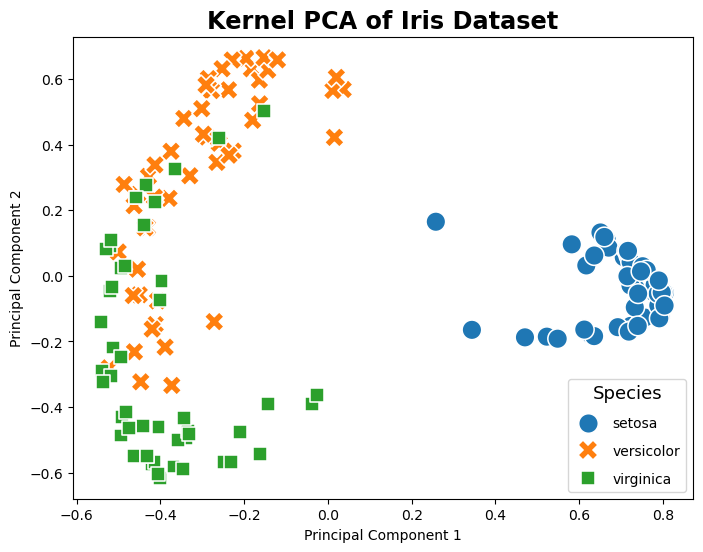 Kernel PCA of Iris Dataset
Principal Component 2
0.6
0.4
0.2
0.0
−0.2
−0.4
−0.6
−0.6
−0.4
−0.2
0.0
0.2
0.4
0.6
0.8
Principal Component 1
Species
setosa
versicolor
virginica